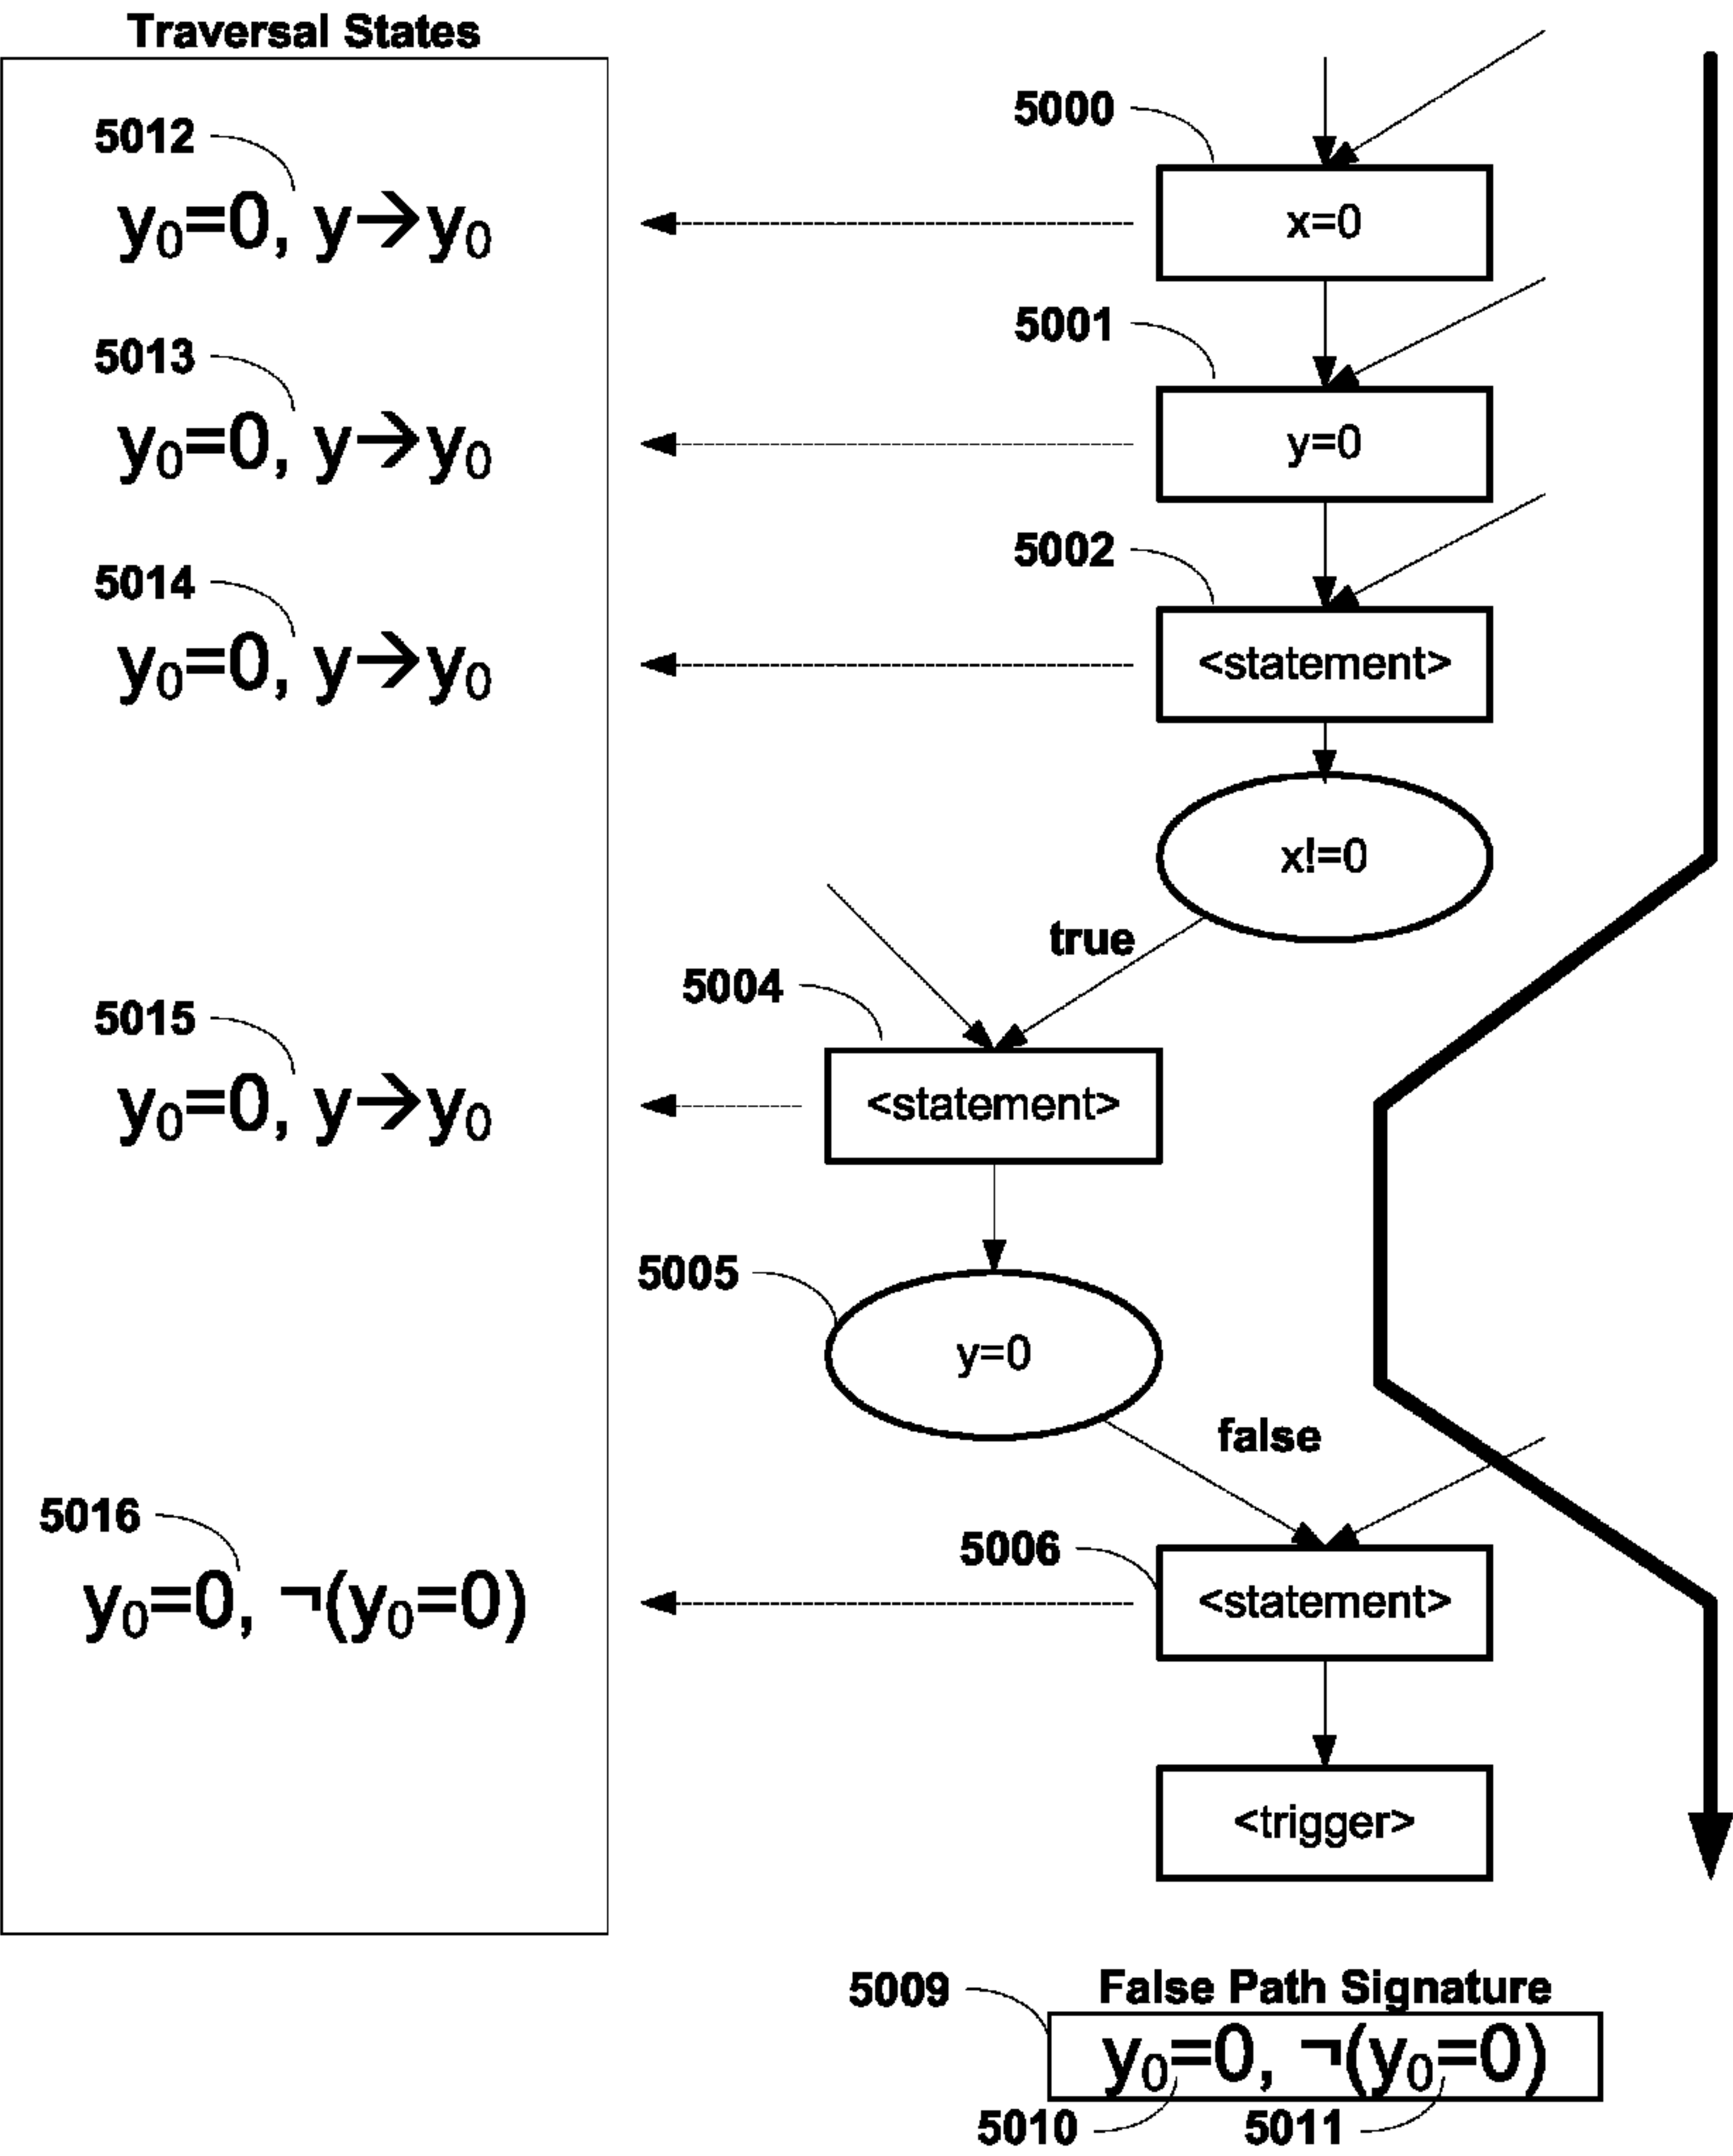 Traversal States
5012
y₀=0, y→y₀
5013
y₀=0, y→y₀
5014
y₀=0, y→y₀
5015
y₀=0, y→y₀
5016
y₀=0, ¬(y₀=0)
5000
x=0
5001
y=0
5002
<statement>
x!=0
true
5004
<statement>
5005
y=0
false
5006
<statement>
<trigger>
5009
False Path Signature
y₀=0, ¬(y₀=0)
5010
5011